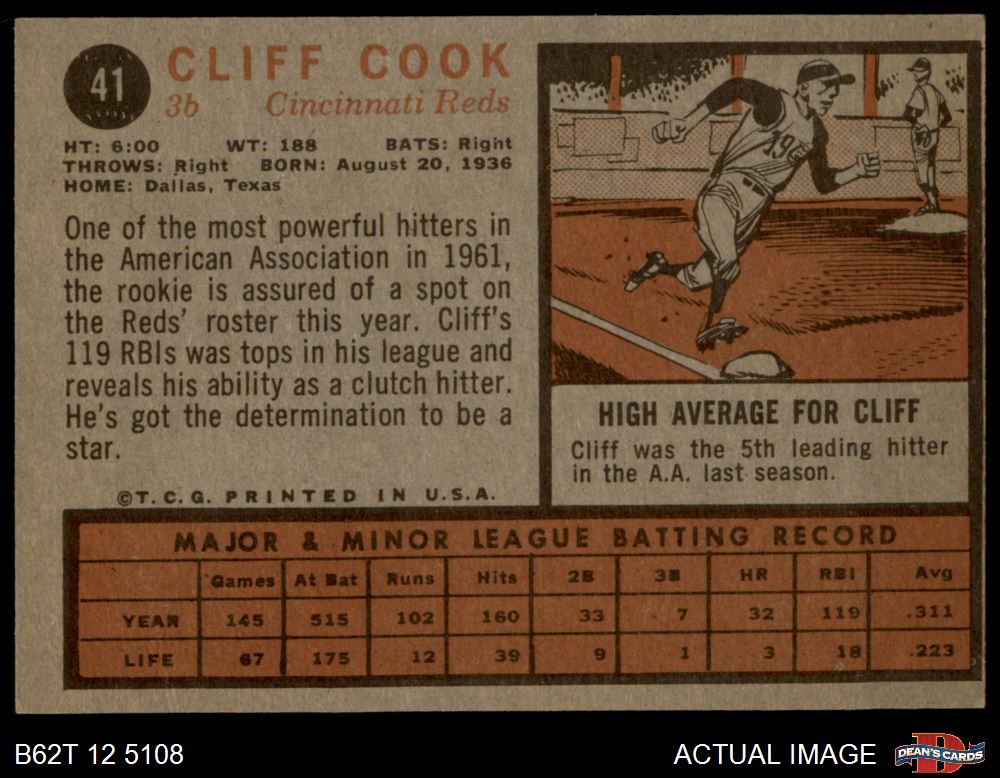 41
CLIFF COOK
3b Cincinnati Reds
HT: 6:00 WT: 188 BATS: Right
THROWS: Right BORN: August 20, 1936
HOME: Dallas, Texas
One of the most powerful hitters in
the American Association in 1961,
the rookie is assured of a spot on
the Reds' roster this year. Cliff's
119 RBIs was tops in his league and
reveals his ability as a clutch hitter.
He's got the determination to be a
star.
©T.C.G. PRINTED IN U.S.A.
19
HIGH AVERAGE FOR CLIFF
Cliff was the 5th leading hitter
in the A.A. last season.
MAJOR & MINOR LEAGUE BATTING RECORD
Games At Bat Runs Hits 2B 3B HR RBI Avg
YEAR 145 515 102 160 33 7 32 119 .311
LIFE 67 175 12 39 9 1 3 18 .223
B62T 12 5108
ACTUAL IMAGE
DEAN'S CARDS